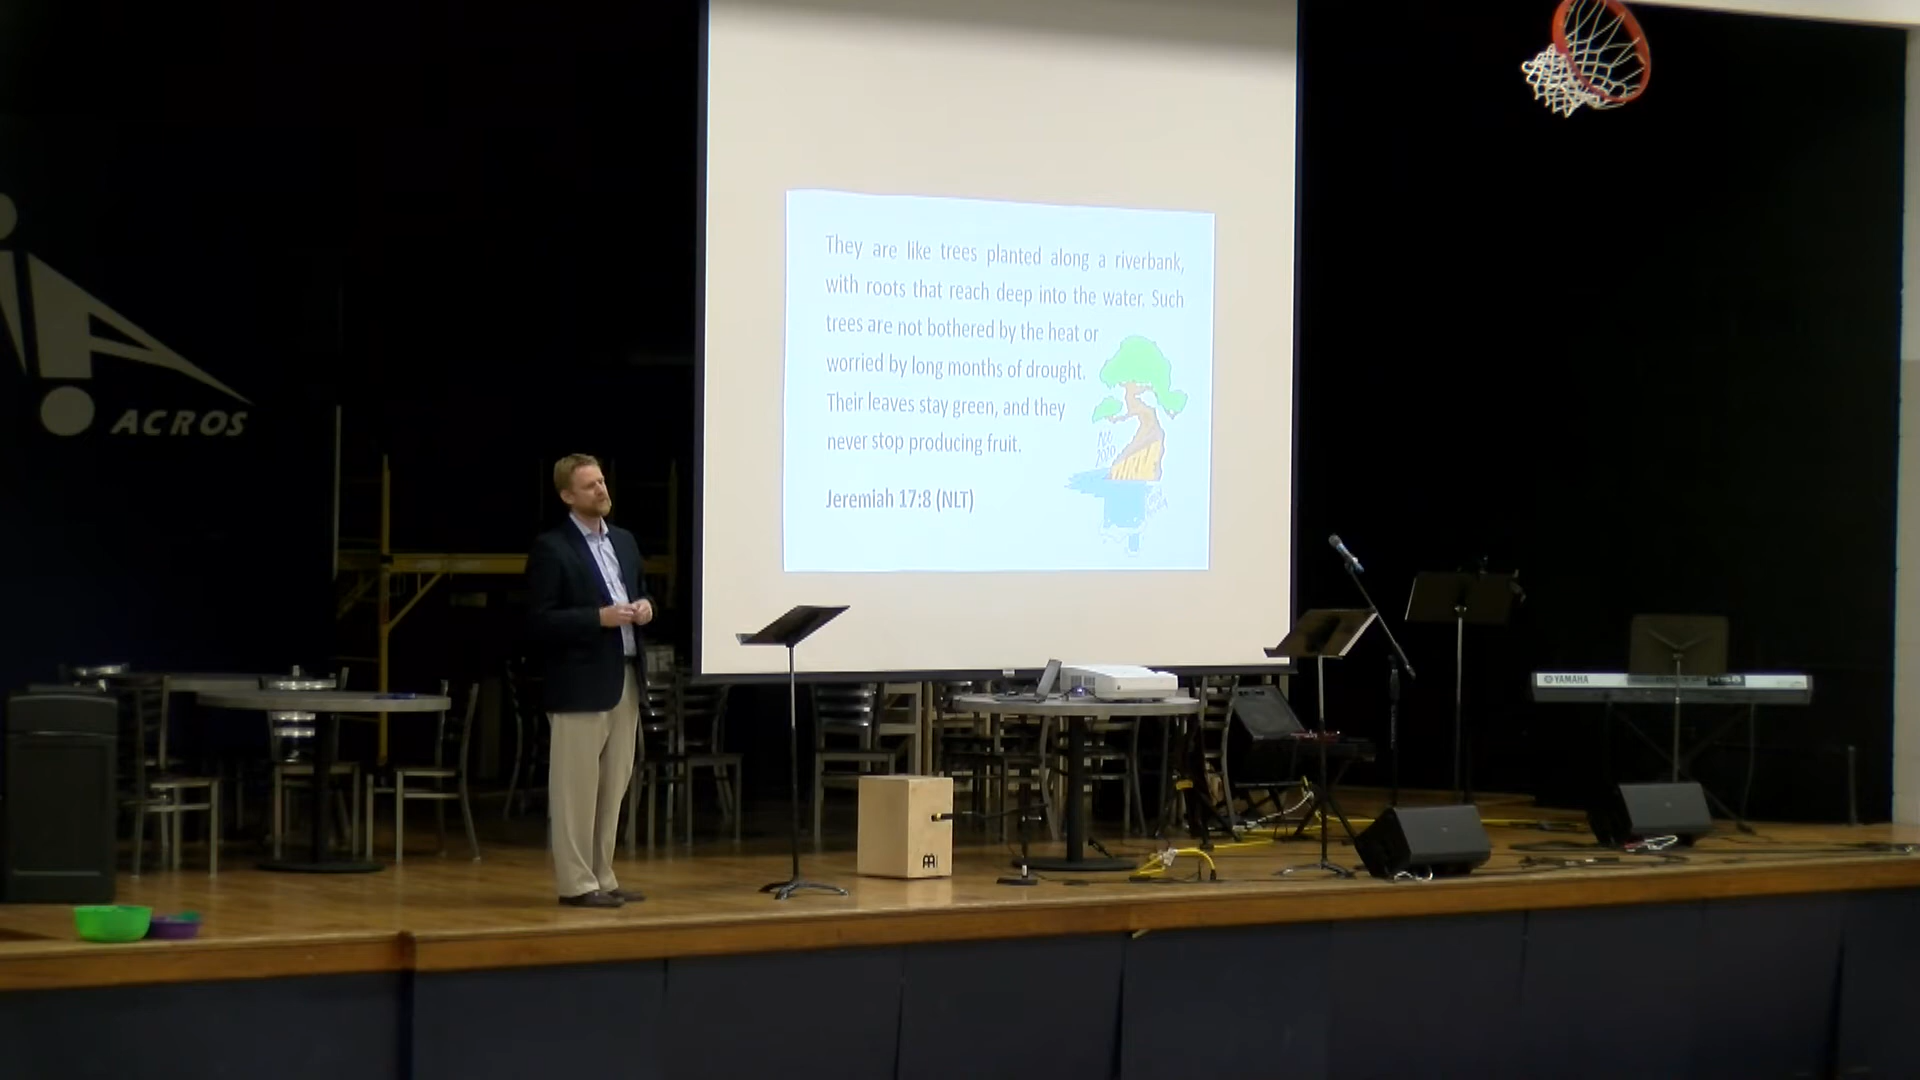 They are like trees planted along a riverbank,
with roots that reach deep into the water. Such
trees are not bothered by the heat or
worried by long months of drought.
Their leaves stay green, and they
never stop producing fruit.
Jeremiah 17:8 (NLT)
2020
THRIVE
ACROS
YAMAHA